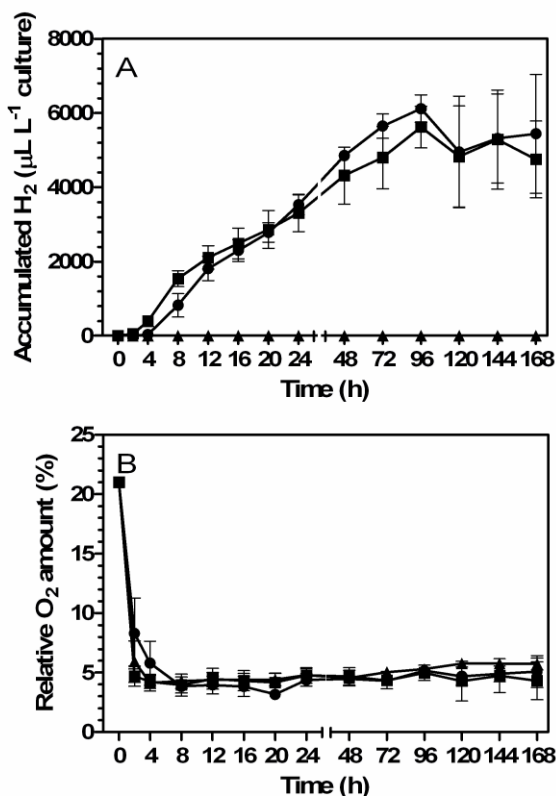 A
Accumulated H2 (μL L-1 culture)
8000
6000
4000
2000
0
0 4 8 12 16 20 24 48 72 96 120 144 168
Time (h)
B
Relative O2 amount (%)
25
20
15
10
5
0
0 2 4 8 12 16 20 24 48 72 96 120 144 168
Time (h)